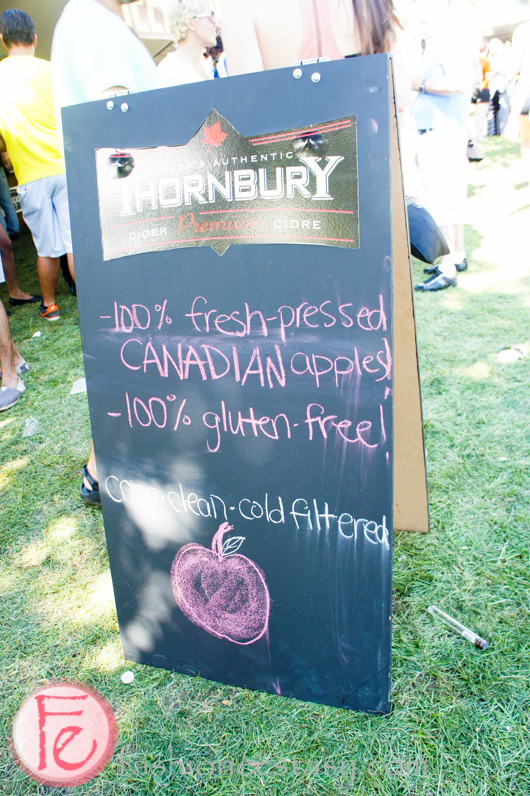 AUTHENTIC
THORNBURY
CIDER Premium CIDRE
-100% fresh-pressed
CANADIAN apples!
-100% gluten-free!
crisp·clean·cold filtered
Fe